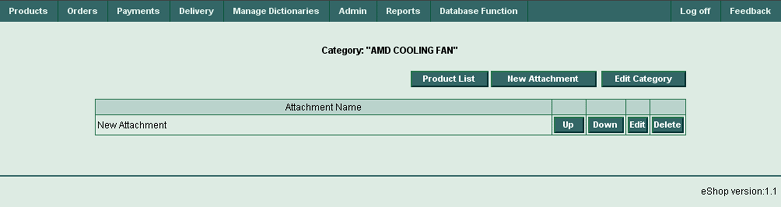 Products Orders Payments Delivery Manage Dictionaries Admin Reports Database Function Log off Feedback
Category: "AMD COOLING FAN"
Product List New Attachment Edit Category
Attachment Name
New Attachment Up Down Edit Delete
eShop version:1.1